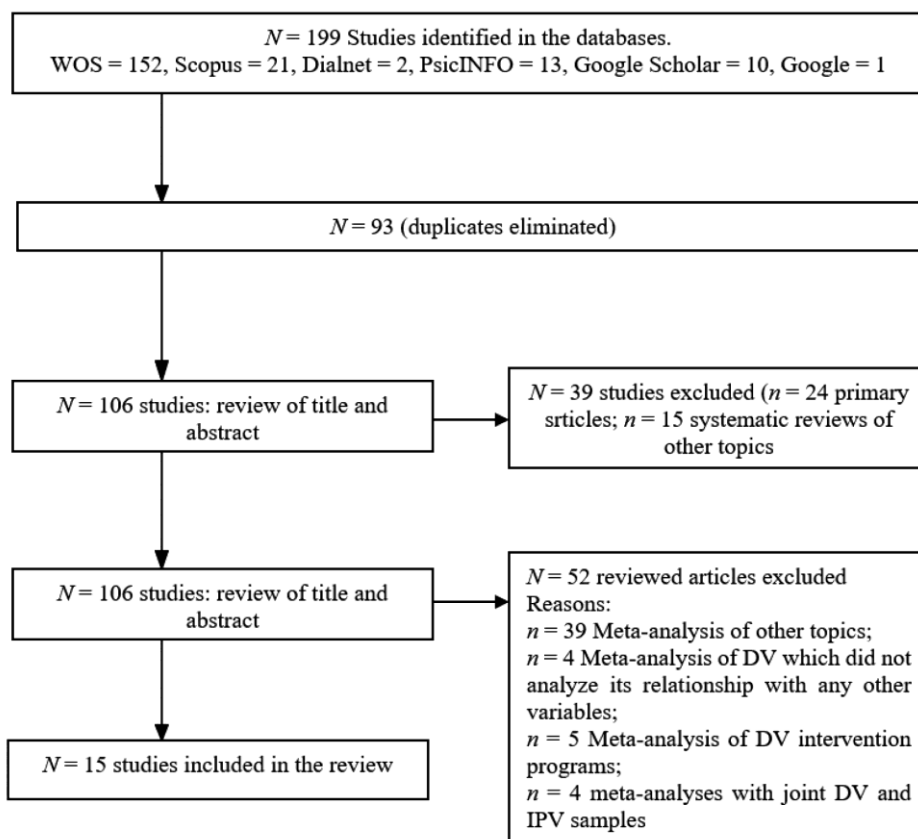 N = 199 Studies identified in the databases.
WOS = 152, Scopus = 21, Dialnet = 2, PsicINFO = 13, Google Scholar = 10, Google = 1
N = 93 (duplicates eliminated)
N = 106 studies: review of title and
abstract
N = 39 studies excluded (n = 24 primary
srticles; n = 15 systematic reviews of
other topics
N = 106 studies: review of title and
abstract
N = 52 reviewed articles excluded
Reasons:
n = 39 Meta-analysis of other topics;
n = 4 Meta-analysis of DV which did not
analyze its relationship with any other
variables;
n = 5 Meta-analysis of DV intervention
programs;
n = 4 meta-analyses with joint DV and
IPV samples
N = 15 studies included in the review